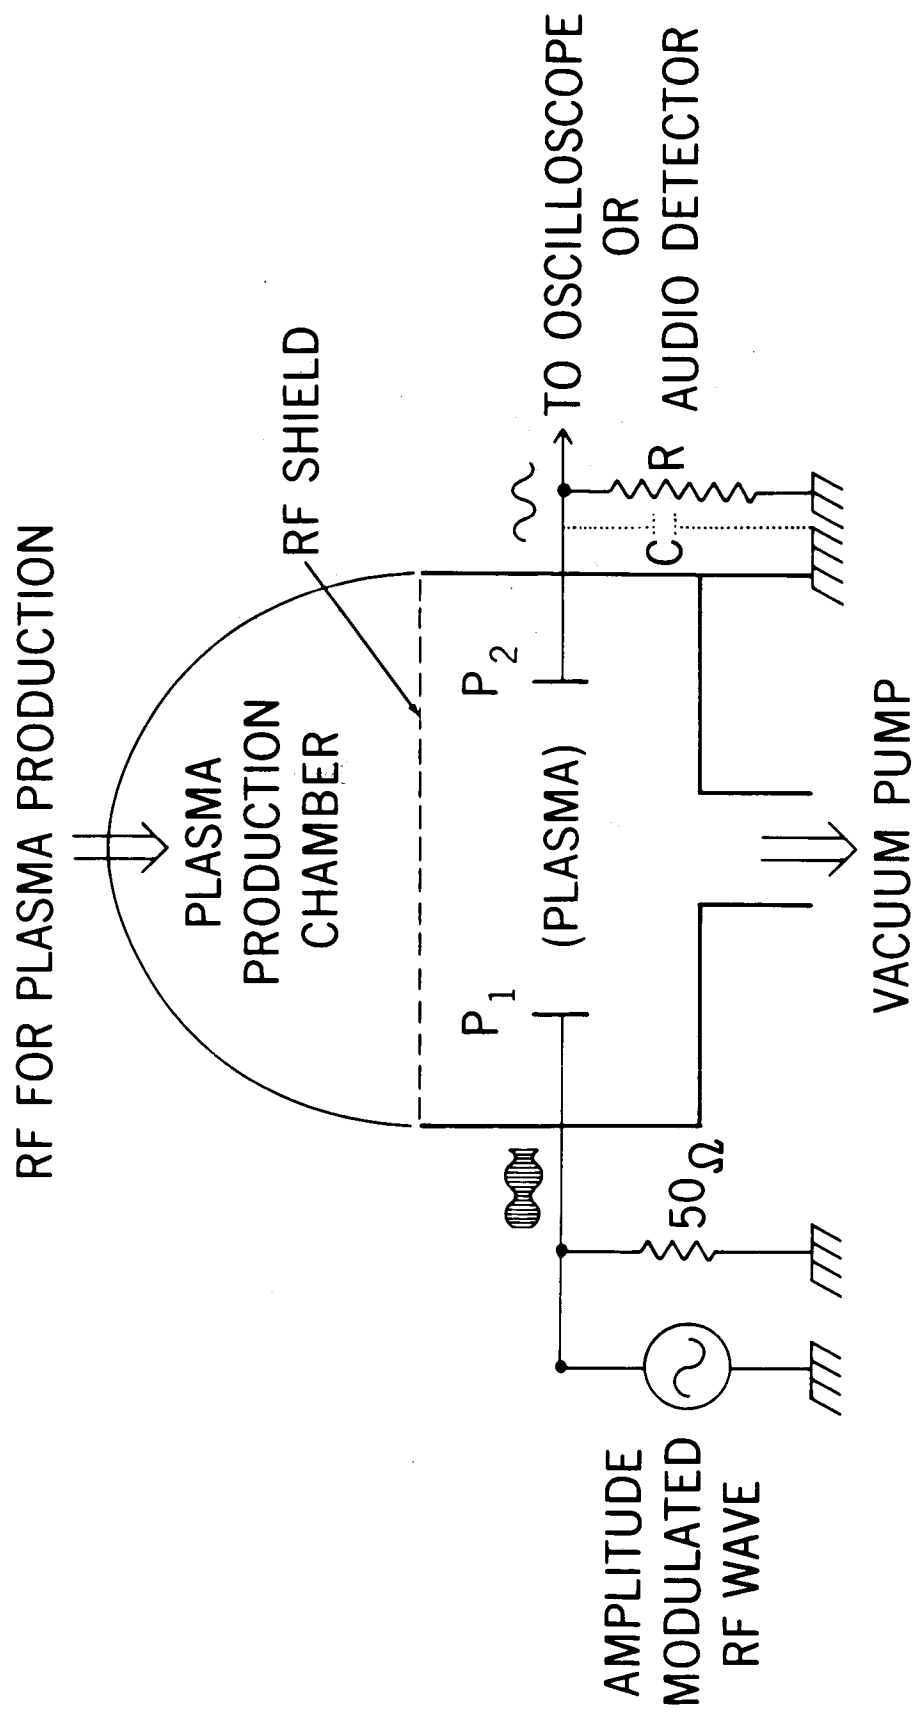 RF FOR PLASMA PRODUCTION
PLASMA
PRODUCTION
CHAMBER
RF SHIELD
P1
P2
(PLASMA)
TO OSCILLOSCOPE
OR
AUDIO DETECTOR
C
R
50Ω
AMPLITUDE
MODULATED
RF WAVE
VACUUM PUMP